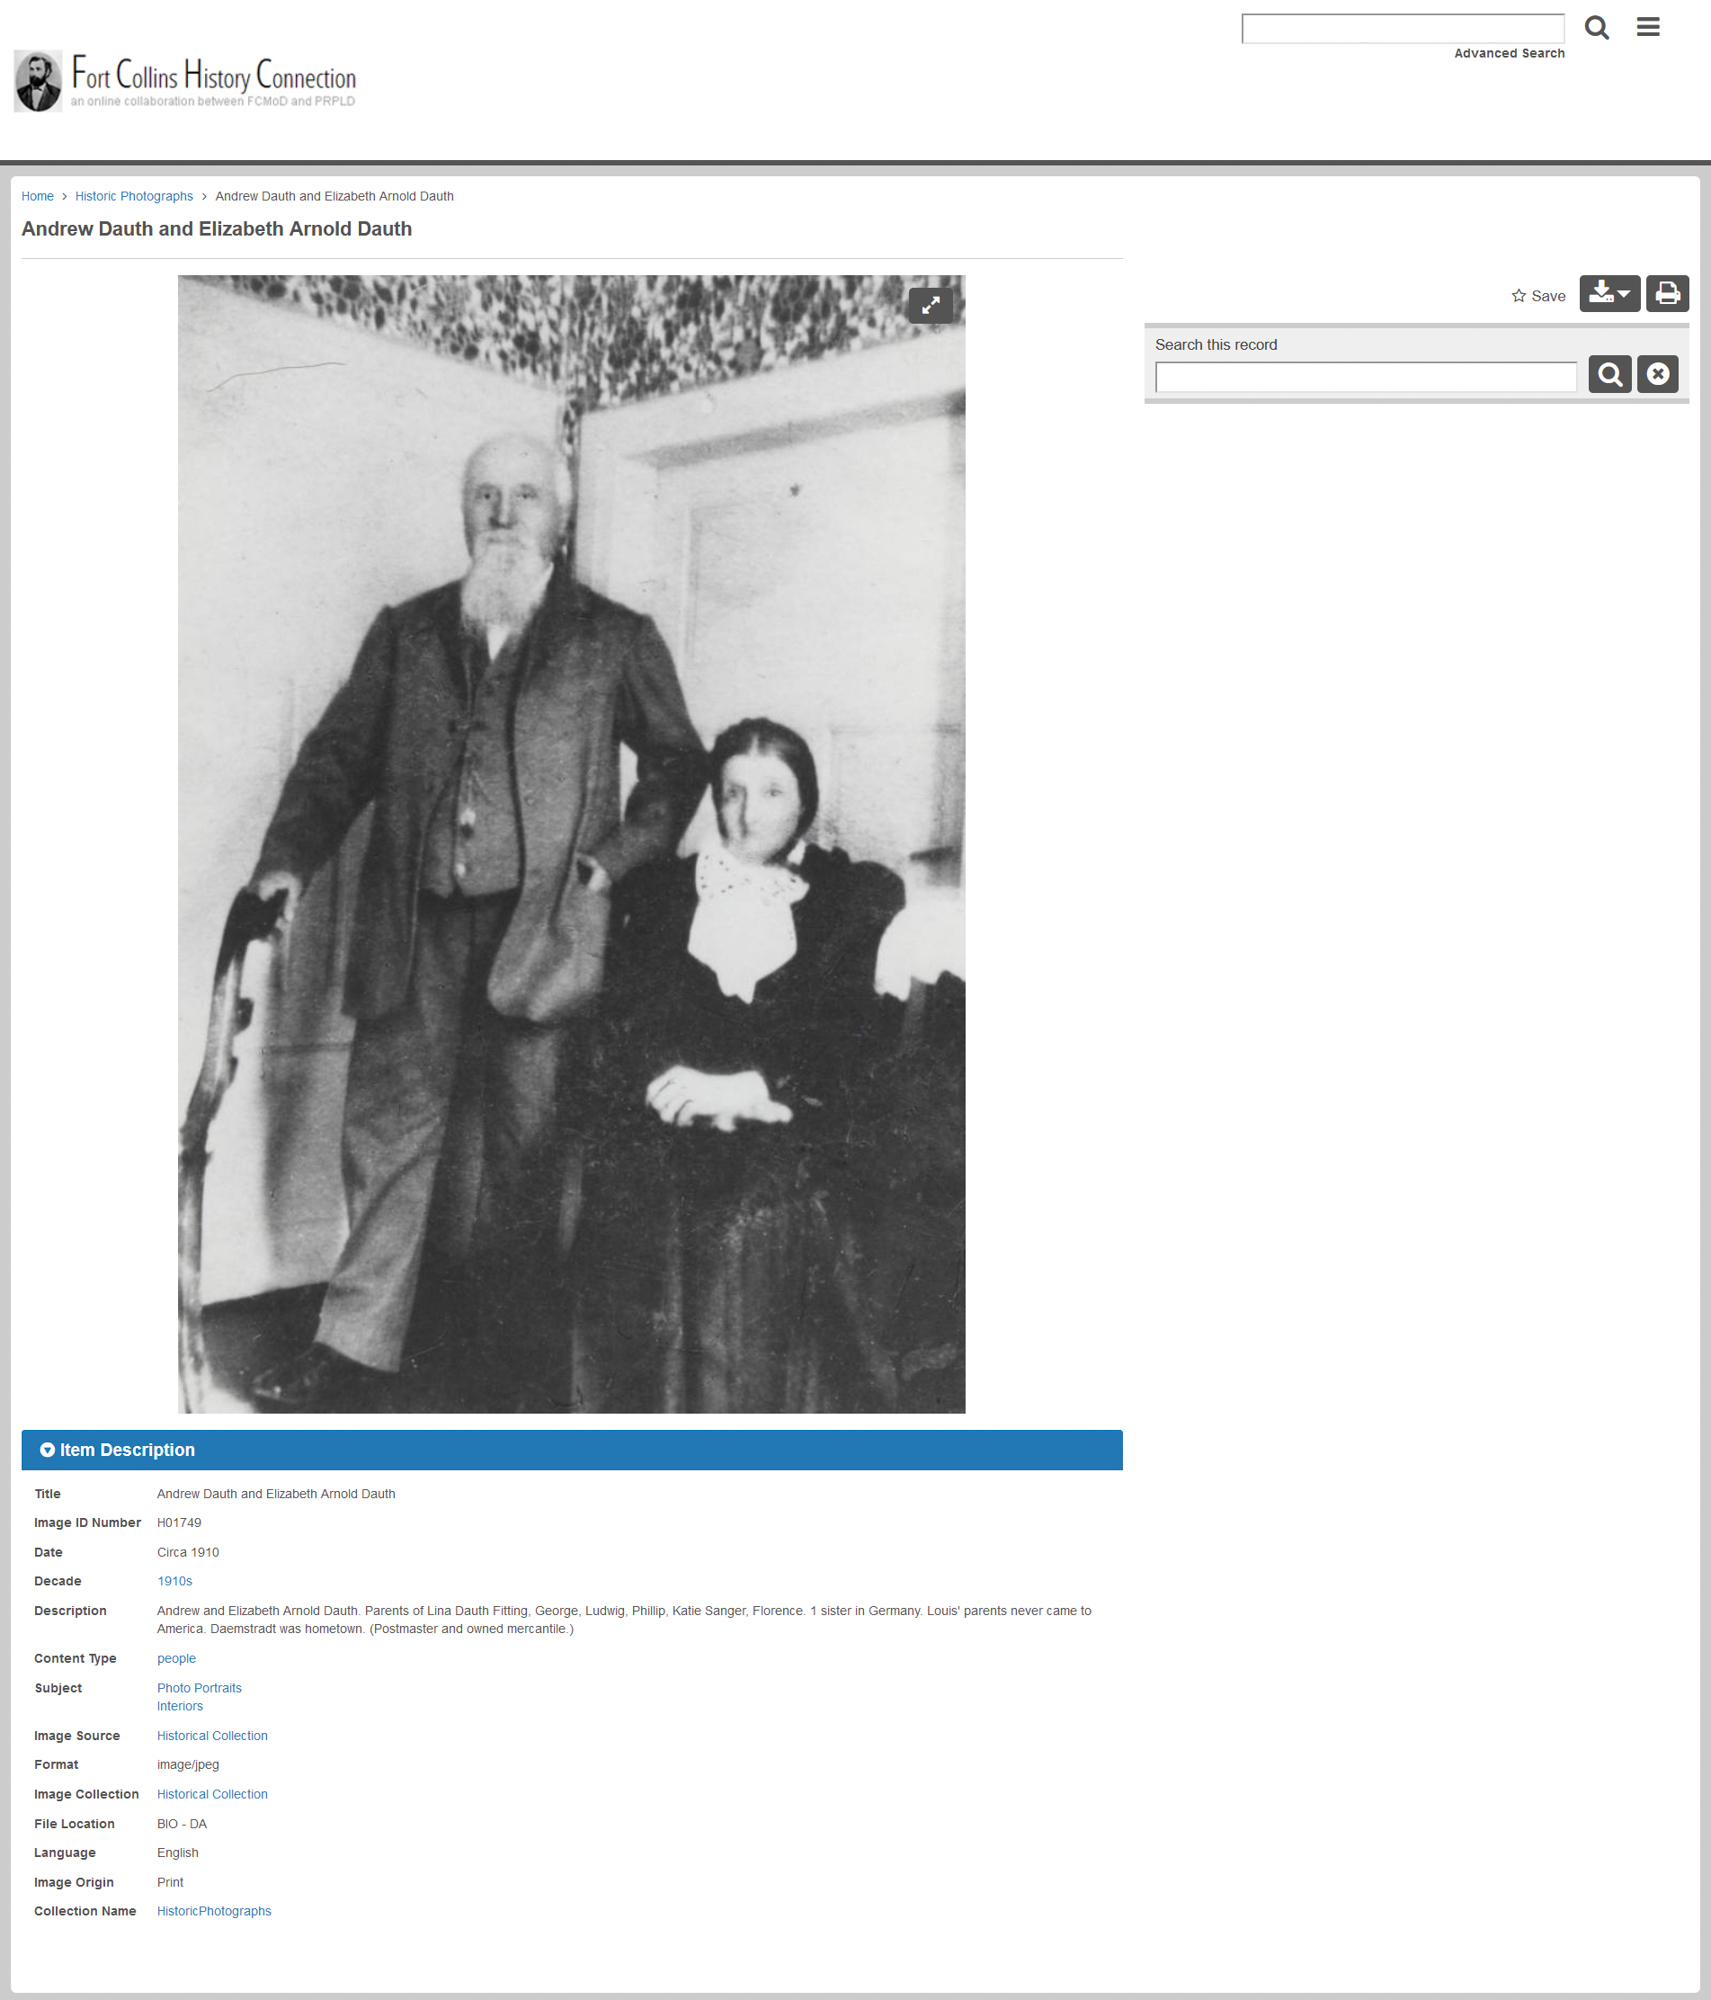 Advanced Search
Fort Collins History Connection
an online collaboration between FCMoD and PRPLD
Home > Historic Photographs > Andrew Dauth and Elizabeth Arnold Dauth
Andrew Dauth and Elizabeth Arnold Dauth
Save
Search this record
Item Description
Title Andrew Dauth and Elizabeth Arnold Dauth
Image ID Number H01749
Date Circa 1910
Decade 1910s
Description Andrew and Elizabeth Arnold Dauth. Parents of Lina Dauth Fitting, George, Ludwig, Phillip, Katie Sanger, Florence. 1 sister in Germany. Louis' parents never came to
America. Daemstradt was hometown. (Postmaster and owned mercantile.)
Content Type people
Subject Photo Portraits
Interiors
Image Source Historical Collection
Format image/jpeg
Image Collection Historical Collection
File Location BIO - DA
Language English
Image Origin Print
Collection Name HistoricPhotographs